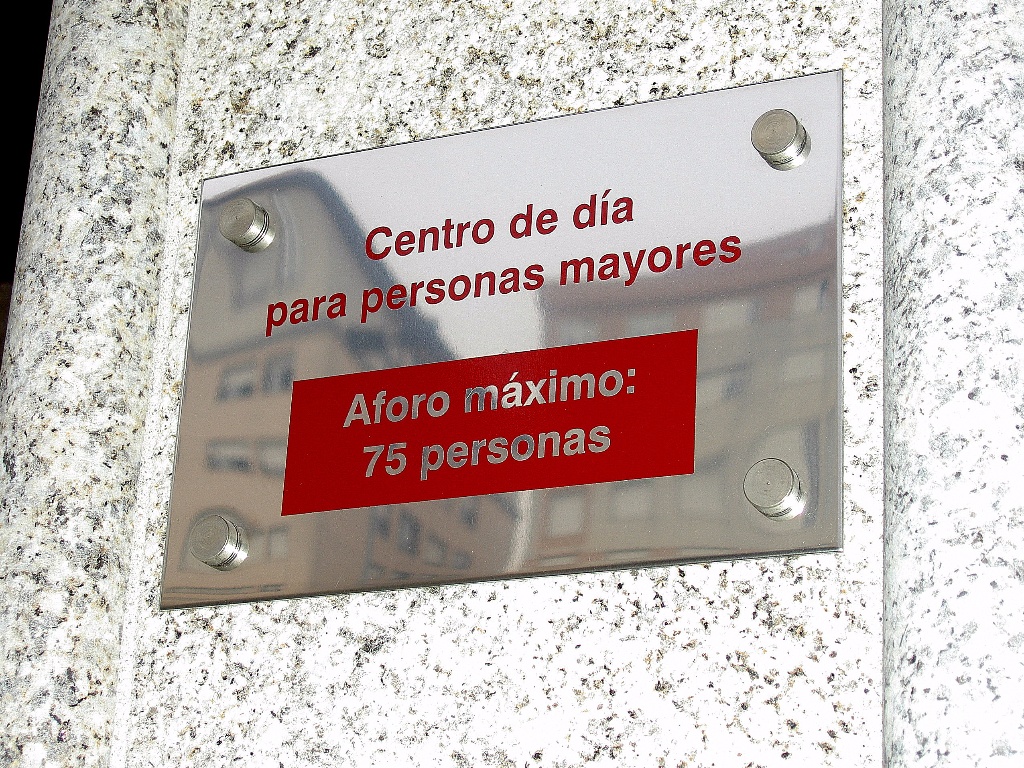 Centro de día
para personas mayores
Aforo máximo:
75 personas